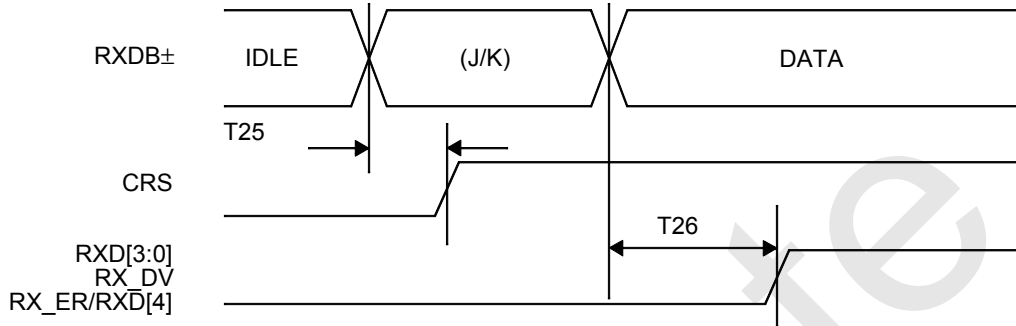 RXDB± IDLE (J/K) DATA
T25
CRS
T26
RXD[3:0]
RX_DV
RX_ER/RXD[4]